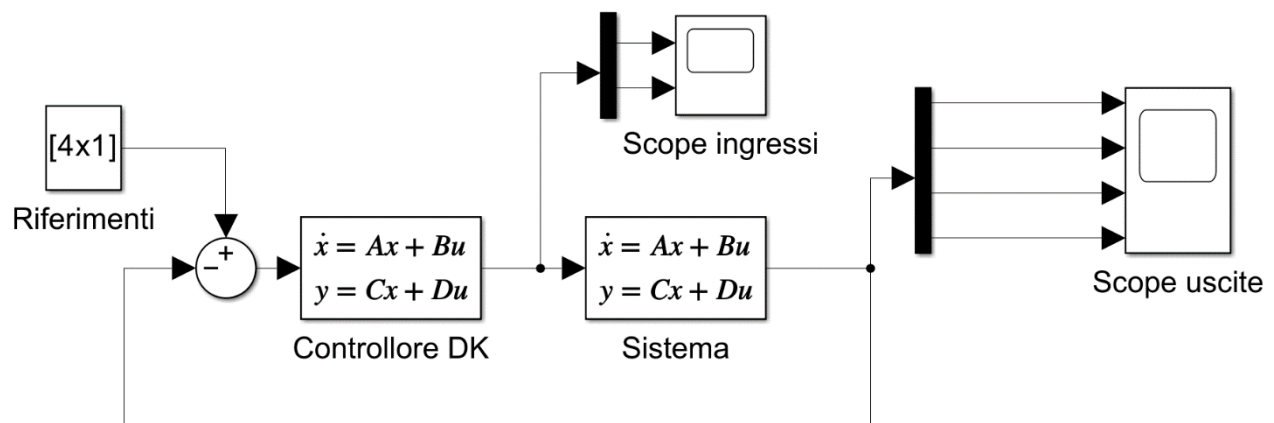 Scope ingressi
[4x1]
Riferimenti
−
+
ẋ = Ax + Bu
y = Cx + Du
Controllore DK
ẋ = Ax + Bu
y = Cx + Du
Sistema
Scope uscite